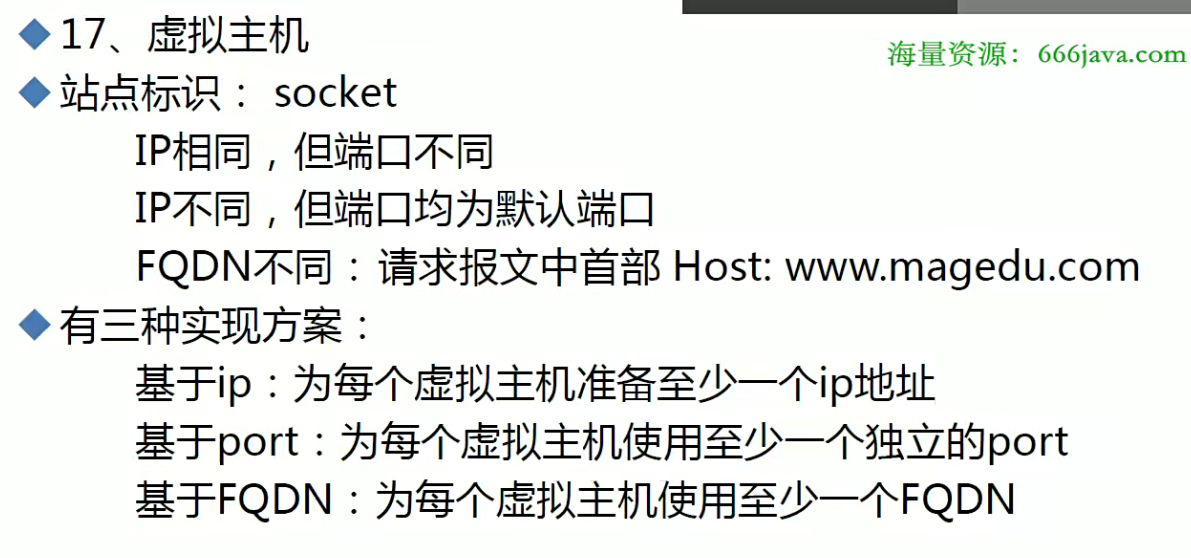 17、虚拟主机
海量资源：666java.com
站点标识： socket
IP相同，但端口不同
IP不同，但端口均为默认端口
FQDN不同：请求报文中首部 Host: www.magedu.com
有三种实现方案：
基于ip：为每个虚拟主机准备至少一个ip地址
基于port：为每个虚拟主机使用至少一个独立的port
基于FQDN：为每个虚拟主机使用至少一个FQDN